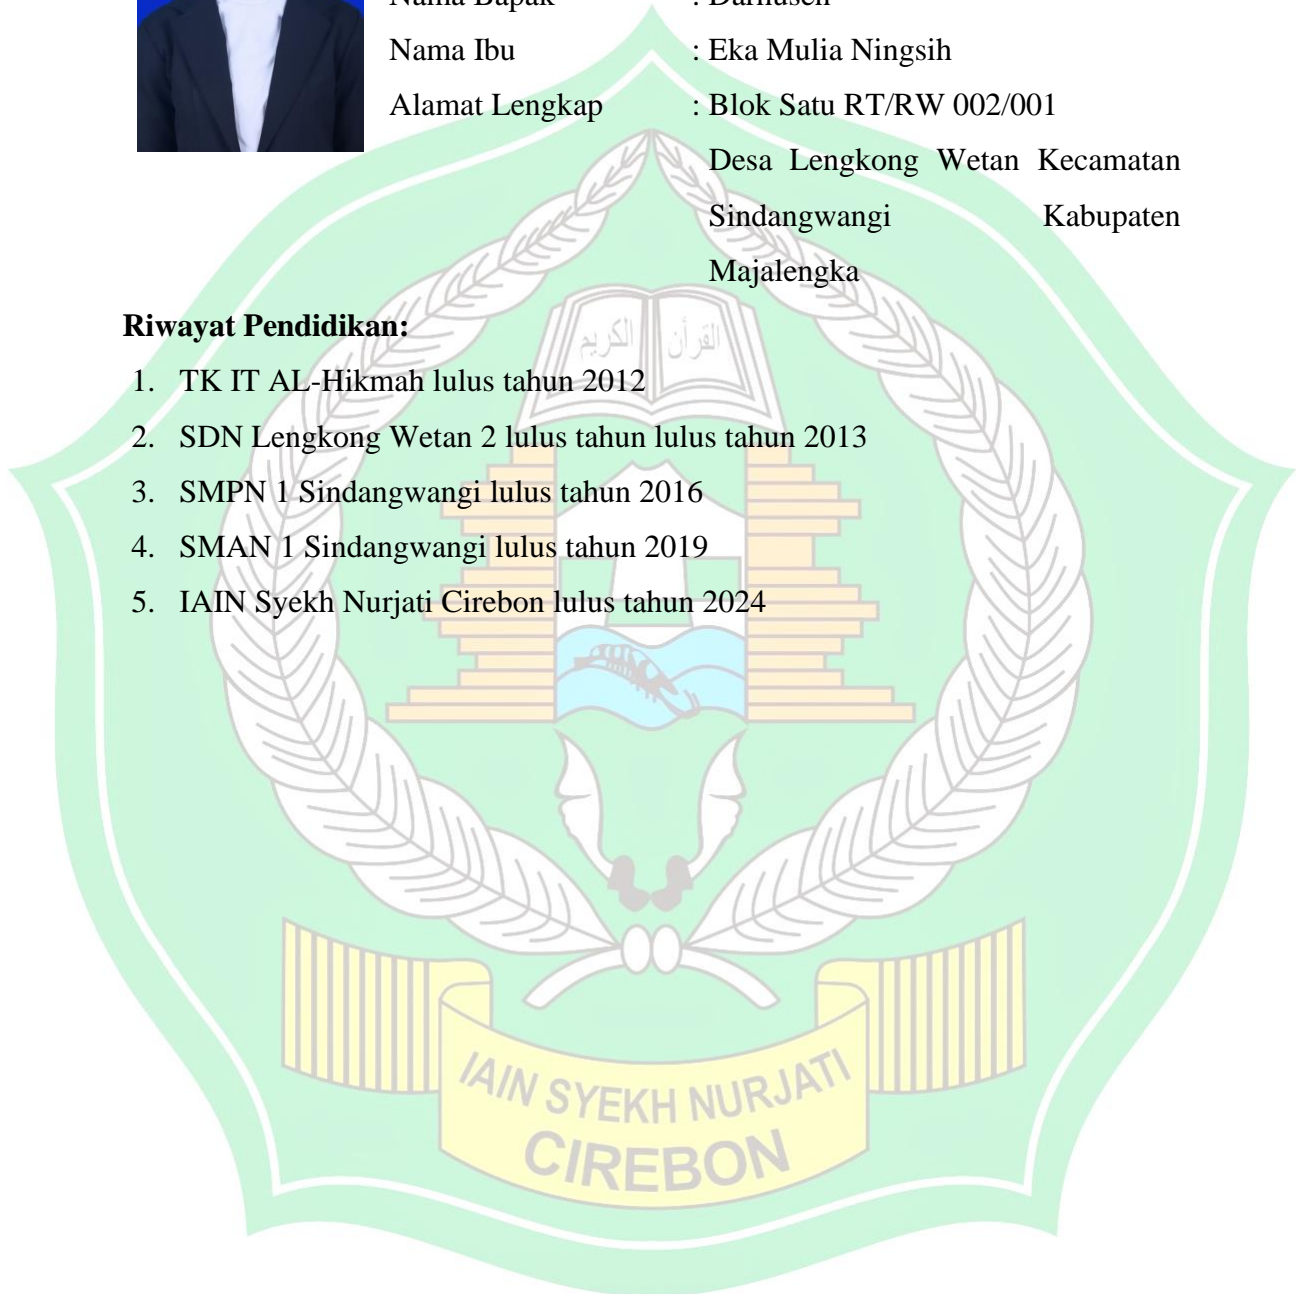 Nama Bapak
Nama Ibu : Eka Mulia Ningsih
Alamat Lengkap : Blok Satu RT/RW 002/001
Desa Lengkong Wetan Kecamatan
Sindangwangi Kabupaten
Majalengka
Riwayat Pendidikan:
القرآن الكريم
1. TK IT AL-Hikmah lulus tahun 2012
2. SDN Lengkong Wetan 2 lulus tahun lulus tahun 2013
3. SMPN 1 Sindangwangi lulus tahun 2016
4. SMAN 1 Sindangwangi lulus tahun 2019
5. IAIN Syekh Nurjati Cirebon lulus tahun 2024
IAIN SYEKH NURJATI
CIREBON